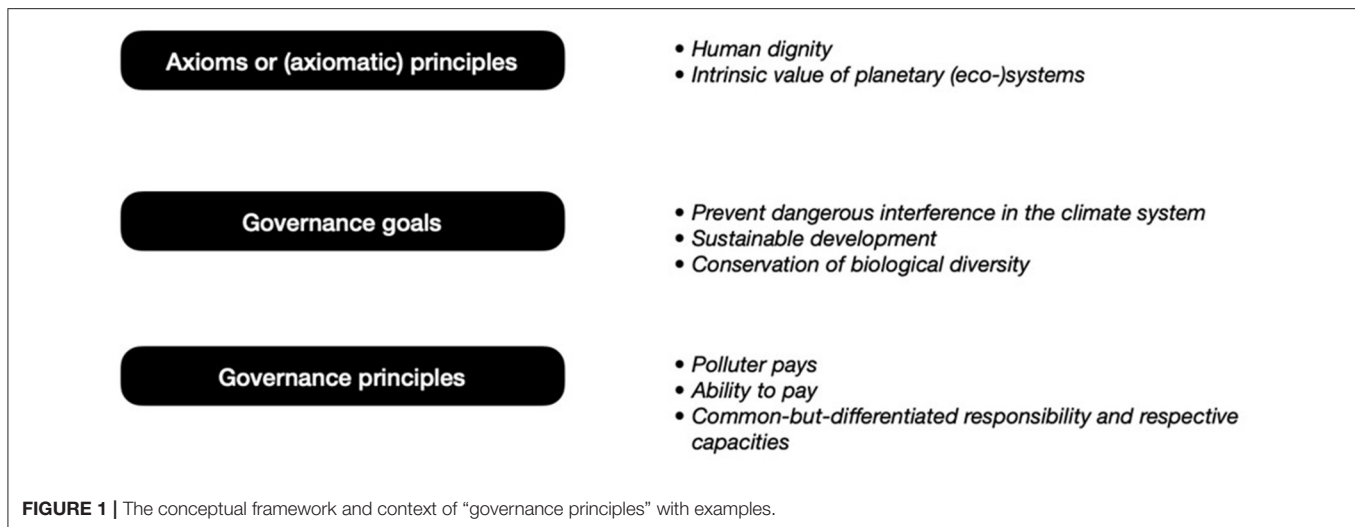 Axioms or (axiomatic) principles
• Human dignity
• Intrinsic value of planetary (eco-)systems
Governance goals
• Prevent dangerous interference in the climate system
• Sustainable development
• Conservation of biological diversity
Governance principles
• Polluter pays
• Ability to pay
• Common-but-differentiated responsibility and respective
capacities
FIGURE 1 | The conceptual framework and context of “governance principles” with examples.